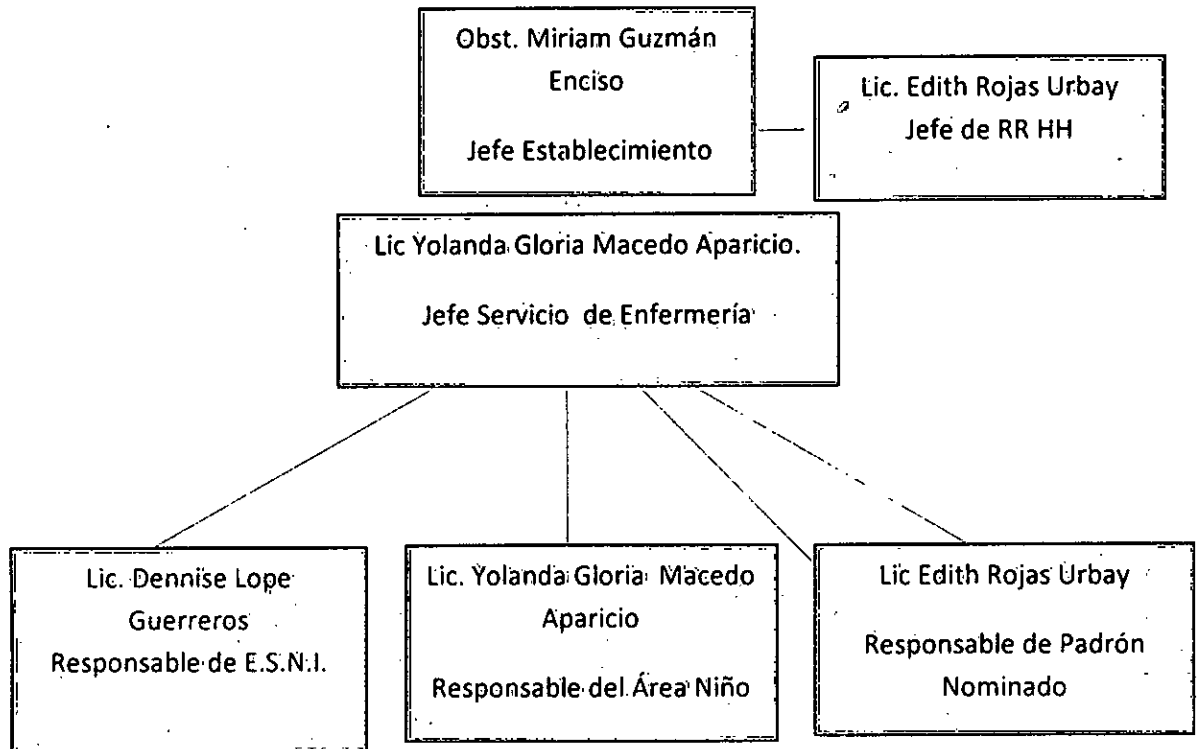 Obst. Miriam Guzmán
Enciso
Jefe Establecimiento
Lic. Edith Rojas Urbay
Jefe de RR HH
Lic Yolanda Gloria Macedo Aparicio.
Jefe Servicio de Enfermería
Lic. Dennise Lope
Guerreros
Responsable de E.S.N.I.
Lic. Yolanda Gloria Macedo
Aparicio
Responsable del Área Niño
Lic Edith Rojas Urbay
Responsable de Padrón
Nominado